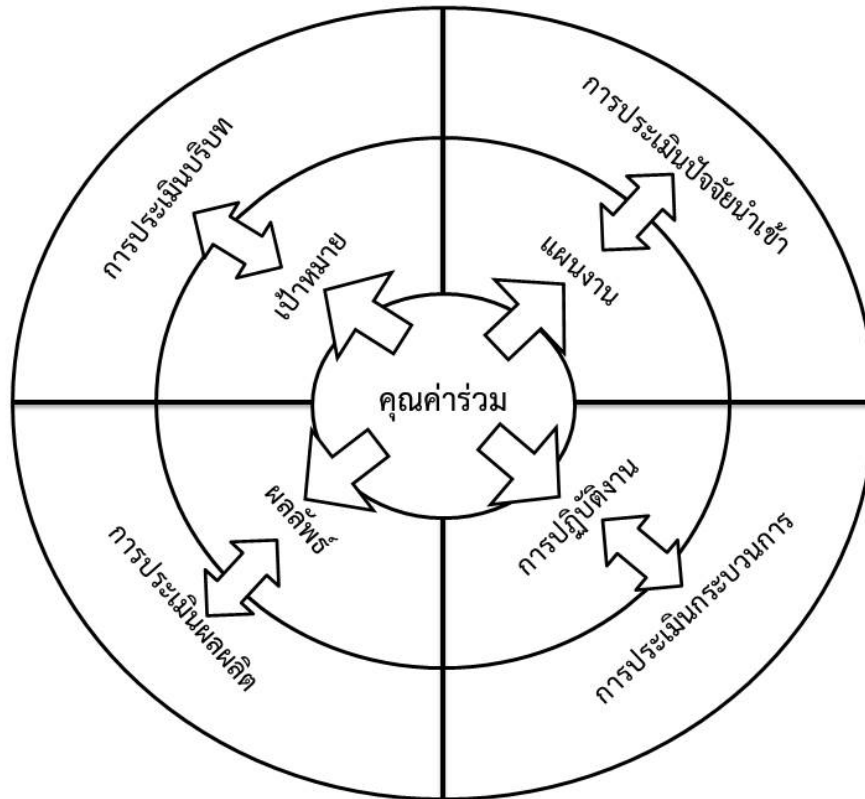 การประเมินบริบท
การประเมินปัจจัยนำเข้า
เป้าหมาย
แผนงาน
คุณค่าร่วม
ผลลัพธ์
การปฏิบัติงาน
การประเมินผลผลิต
การประเมินกระบวนการ